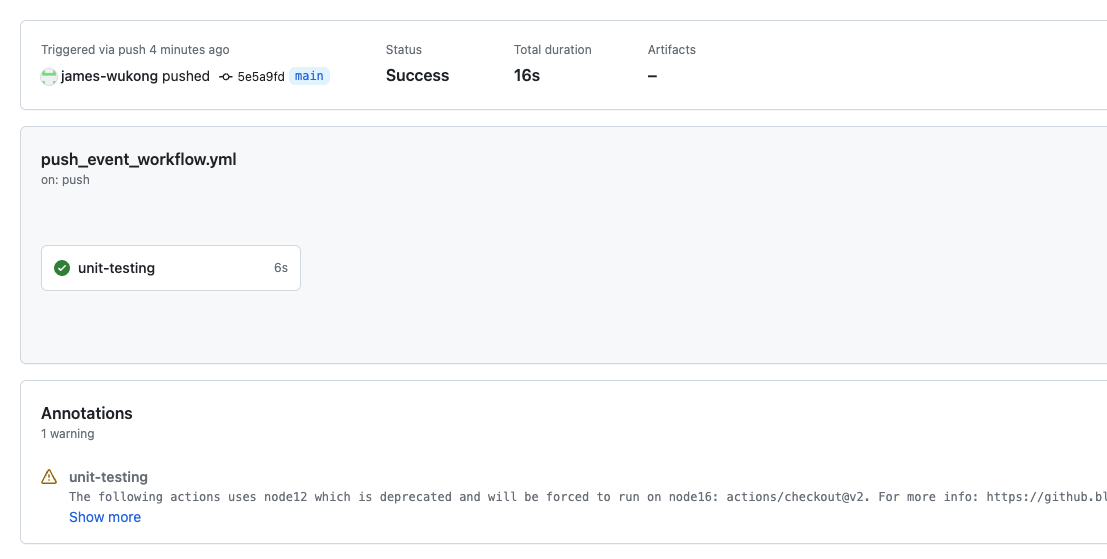 Triggered via push 4 minutes ago
james-wukong pushed 5e5a9fd main
Status
Success
Total duration
16s
Artifacts
–
push_event_workflow.yml
on: push
unit-testing 6s
Annotations
1 warning
unit-testing
The following actions uses node12 which is deprecated and will be forced to run on node16: actions/checkout@v2. For more info: https://github.bl
Show more